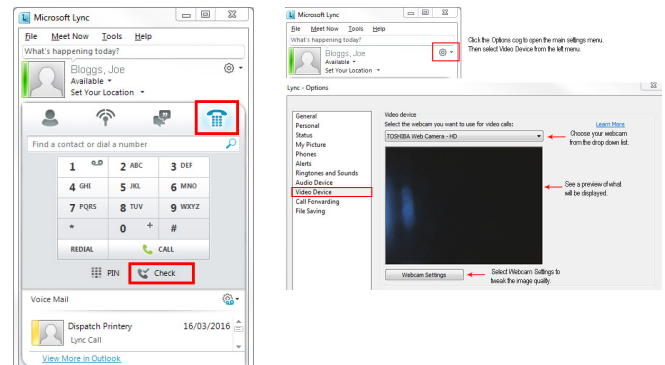 Microsoft Lync
File Meet Now Tools Help
What's happening today?
Bloggs, Joe
Available
Set Your Location
Find a contact or dial a number
1 2 ABC 3 DEF
4 GHI 5 JKL 6 MNO
7 PQRS 8 TUV 9 WXYZ
* 0 + #
REDIAL CALL
PIN Check
Voice Mail
Dispatch Printery 16/03/2016
Lync Call
View More in Outlook
Microsoft Lync
File Meet Now Tools Help
What's happening today?
Bloggs, Joe
Available
Set Your Location
Click the Options cog to open the main settings menu.
Then select Video Device from the left menu.
Lync - Options
General
Personal
Status
My Picture
Phones
Alerts
Ringtones and Sounds
Audio Device
Video Device
Call Forwarding
File Saving
Video device
Select the webcam you want to use for video calls: Learn More
TOSHIBA Web Camera - HD
Choose your webcam
from the drop down list.
See a preview of what
will be displayed.
Webcam Settings
Select Webcam Settings to
tweak the image quality.